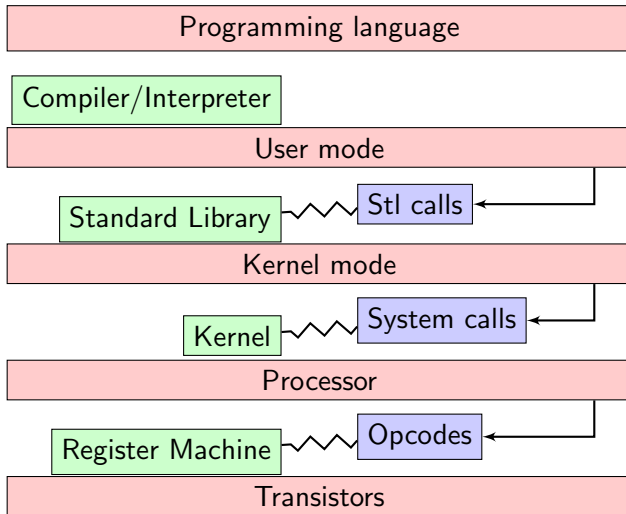 Programming language
Compiler/Interpreter
User mode
Stl calls
Standard Library
Kernel mode
System calls
Kernel
Processor
Opcodes
Register Machine
Transistors